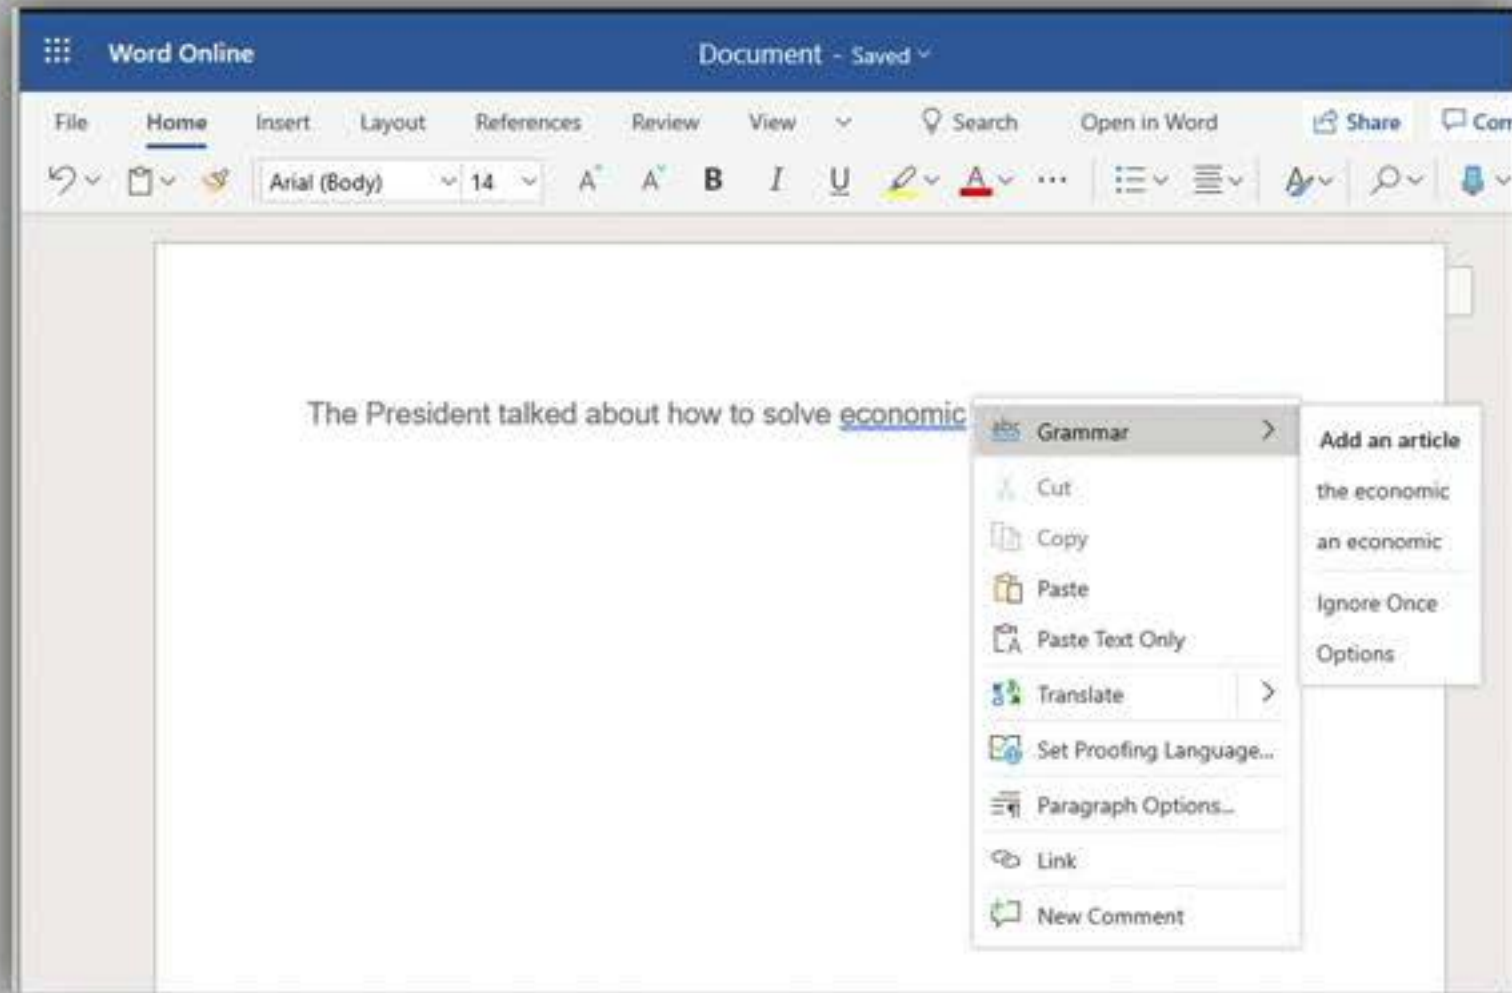 Word Online
Document - Saved
File Home Insert Layout References Review View Search Open in Word Share
Arial (Body) 14 A A B I U A
The President talked about how to solve economic
Grammar
Cut
Copy
Paste
Paste Text Only
Translate
Set Proofing Language...
Paragraph Options...
Link
New Comment
Add an article
the economic
an economic
Ignore Once
Options